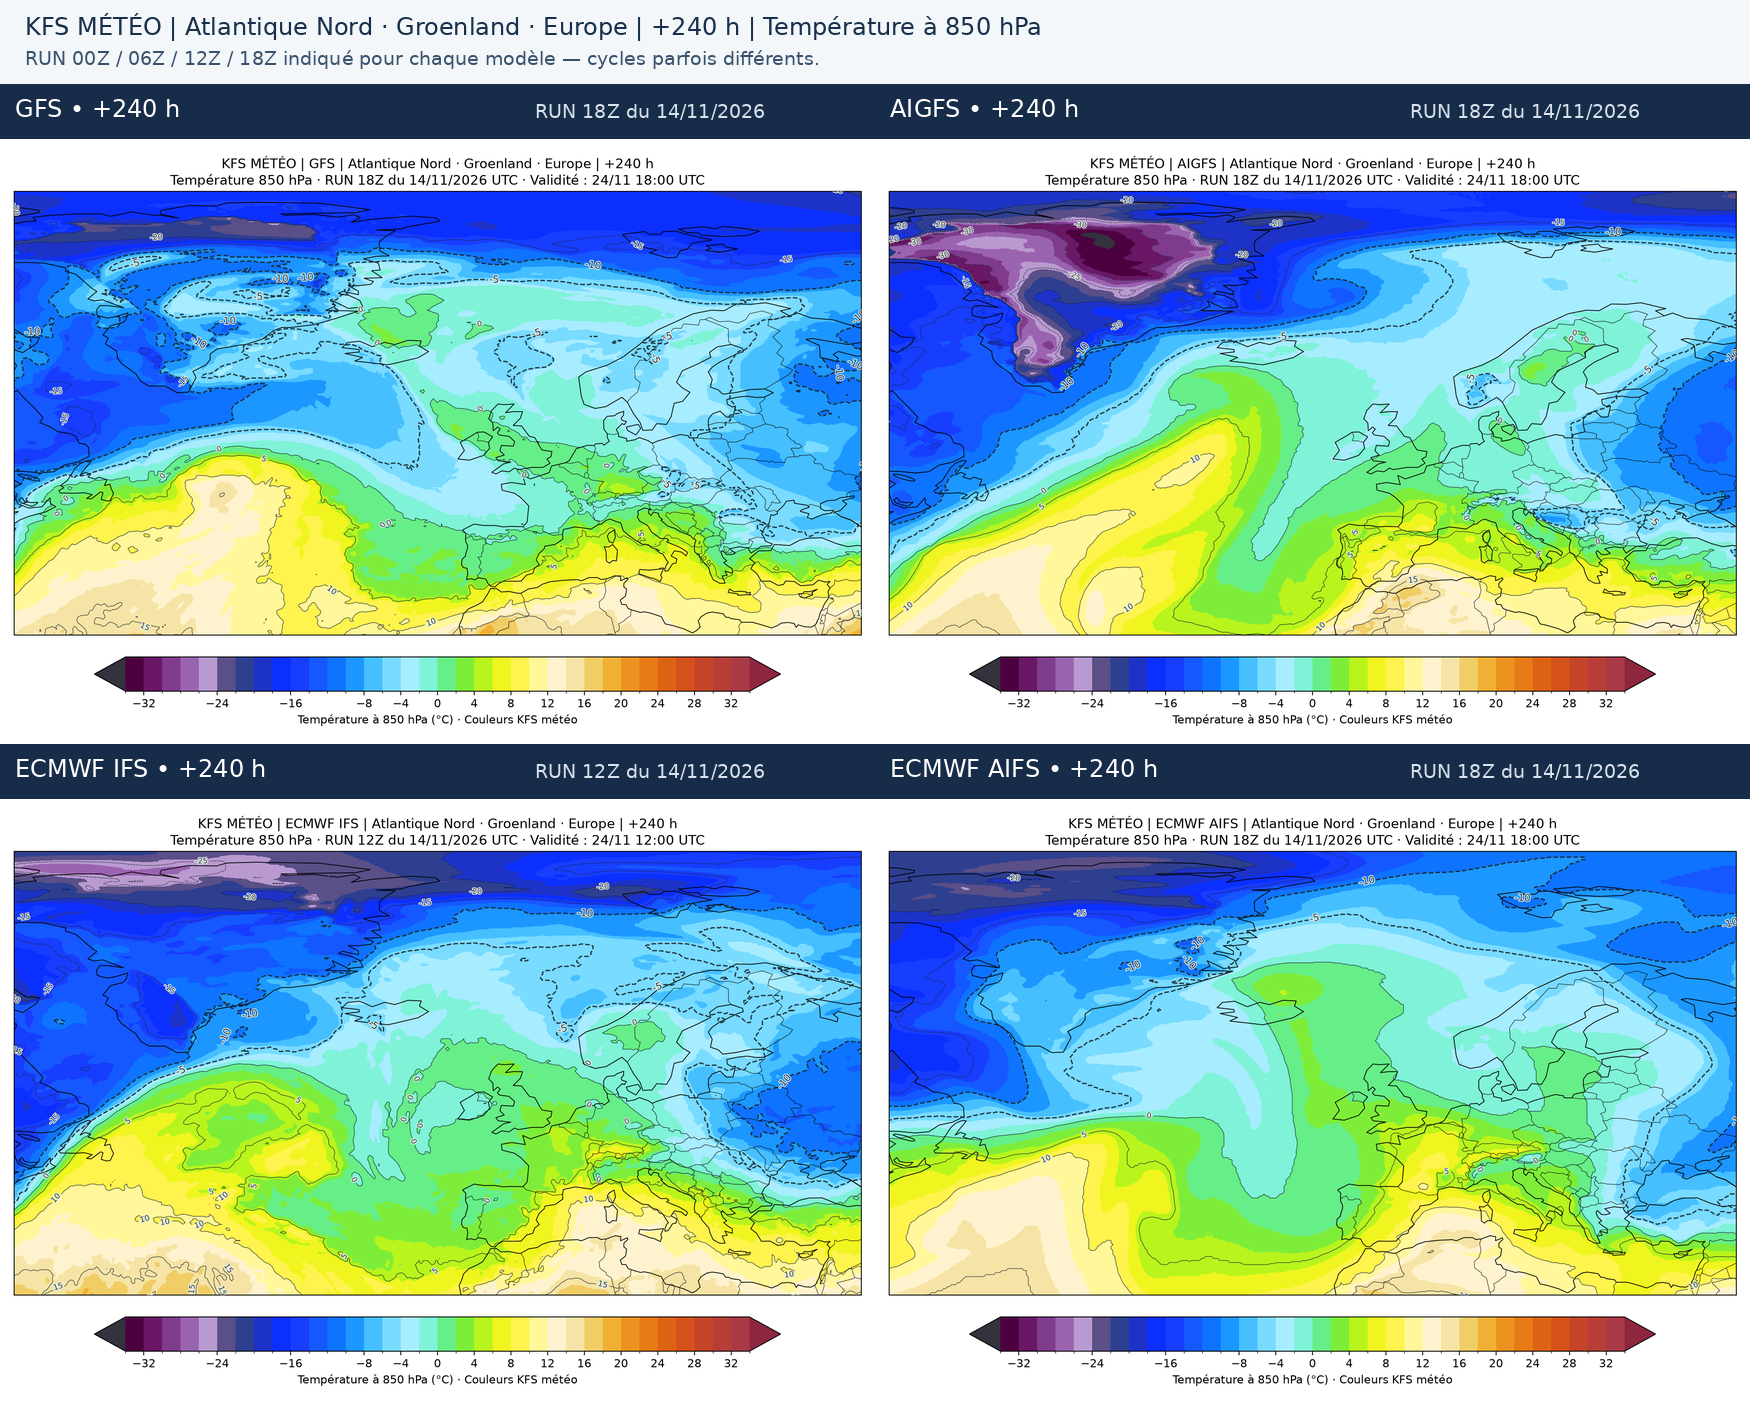 KFS MÉTÉO | Atlantique Nord · Groenland · Europe | +240 h | Température à 850 hPa
RUN 00Z / 06Z / 12Z / 18Z indiqué pour chaque modèle — cycles parfois différents.
GFS • +240 h
RUN 18Z du 14/11/2026
AIGFS • +240 h
RUN 18Z du 14/11/2026
KFS MÉTÉO | GFS | Atlantique Nord · Groenland · Europe | +240 h
Température 850 hPa · RUN 18Z du 14/11/2026 UTC · Validité : 24/11 18:00 UTC
KFS MÉTÉO | AIGFS | Atlantique Nord · Groenland · Europe | +240 h
Température 850 hPa · RUN 18Z du 14/11/2026 UTC · Validité : 24/11 18:00 UTC
−32 −24 −16 −8 −4 0 4 8 12 16 20 24 28 32
Température à 850 hPa (°C) · Couleurs KFS météo
−32 −24 −16 −8 −4 0 4 8 12 16 20 24 28 32
Température à 850 hPa (°C) · Couleurs KFS météo
ECMWF IFS • +240 h
RUN 12Z du 14/11/2026
ECMWF AIFS • +240 h
RUN 18Z du 14/11/2026
KFS MÉTÉO | ECMWF IFS | Atlantique Nord · Groenland · Europe | +240 h
Température 850 hPa · RUN 12Z du 14/11/2026 UTC · Validité : 24/11 12:00 UTC
KFS MÉTÉO | ECMWF AIFS | Atlantique Nord · Groenland · Europe | +240 h
Température 850 hPa · RUN 18Z du 14/11/2026 UTC · Validité : 24/11 18:00 UTC
−32 −24 −16 −8 −4 0 4 8 12 16 20 24 28 32
Température à 850 hPa (°C) · Couleurs KFS météo
−32 −24 −16 −8 −4 0 4 8 12 16 20 24 28 32
Température à 850 hPa (°C) · Couleurs KFS météo